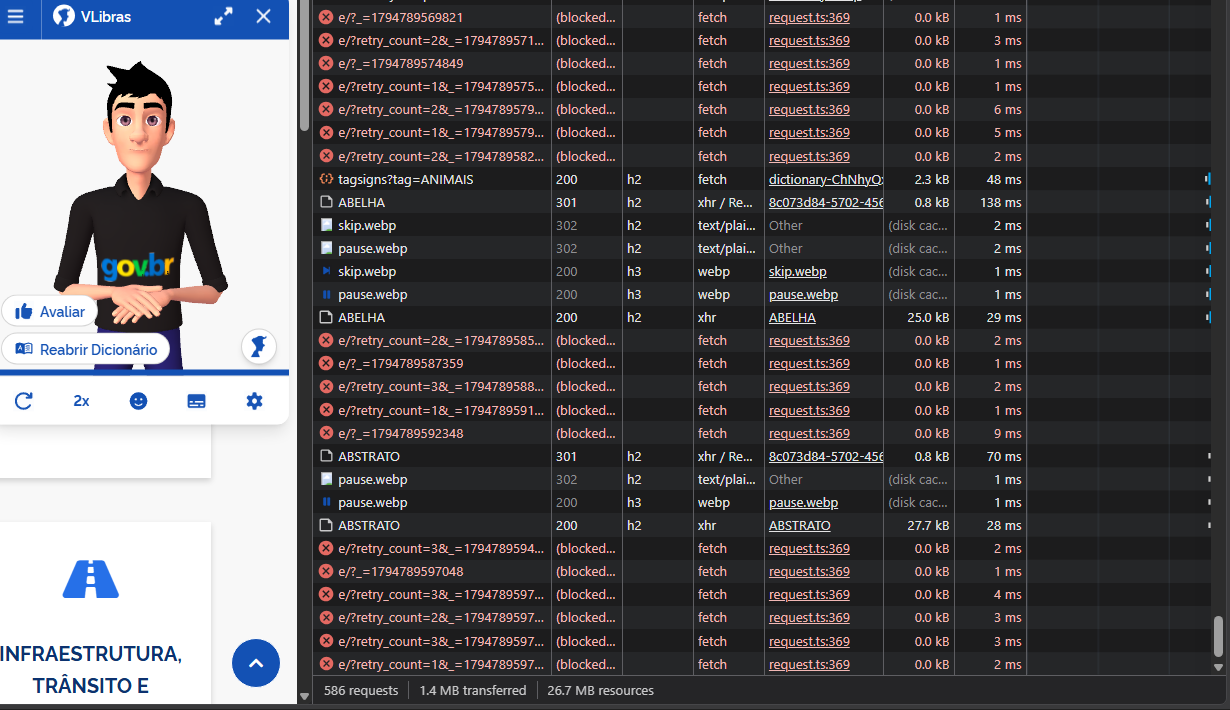 VLibras
gov.br
Avaliar
Reabrir Dicionário
2x
INFRAESTRUTURA,
TRÂNSITO E
e/?_=1794789569821 (blocked... fetch request.ts:369 0.0 kB 1 ms
e/?retry_count=2&_=1794789571... (blocked... fetch request.ts:369 0.0 kB 3 ms
e/?_=1794789574849 (blocked... fetch request.ts:369 0.0 kB 1 ms
e/?retry_count=1&_=1794789575... (blocked... fetch request.ts:369 0.0 kB 1 ms
e/?retry_count=2&_=1794789579... (blocked... fetch request.ts:369 0.0 kB 6 ms
e/?retry_count=1&_=1794789579... (blocked... fetch request.ts:369 0.0 kB 5 ms
e/?retry_count=2&_=1794789582... (blocked... fetch request.ts:369 0.0 kB 2 ms
tagsigns?tag=ANIMAIS 200 h2 fetch dictionary-ChNhyQ 2.3 kB 48 ms
ABELHA 301 h2 xhr / Re... 8c073d84-5702-456 0.8 kB 138 ms
skip.webp 302 h2 text/plai... Other (disk cac... 2 ms
pause.webp 302 h2 text/plai... Other (disk cac... 2 ms
skip.webp 200 h3 webp skip.webp (disk cac... 1 ms
pause.webp 200 h3 webp pause.webp (disk cac... 1 ms
ABELHA 200 h2 xhr ABELHA 25.0 kB 29 ms
e/?retry_count=2&_=1794789585... (blocked... fetch request.ts:369 0.0 kB 2 ms
e/?_=1794789587359 (blocked... fetch request.ts:369 0.0 kB 1 ms
e/?retry_count=3&_=1794789588... (blocked... fetch request.ts:369 0.0 kB 2 ms
e/?retry_count=1&_=1794789591... (blocked... fetch request.ts:369 0.0 kB 1 ms
e/?_=1794789592348 (blocked... fetch request.ts:369 0.0 kB 9 ms
ABSTRATO 301 h2 xhr / Re... 8c073d84-5702-456 0.8 kB 70 ms
pause.webp 302 h2 text/plai... Other (disk cac... 1 ms
pause.webp 200 h3 webp pause.webp (disk cac... 1 ms
ABSTRATO 200 h2 xhr ABSTRATO 27.7 kB 28 ms
e/?retry_count=3&_=1794789594... (blocked... fetch request.ts:369 0.0 kB 2 ms
e/?_=1794789597048 (blocked... fetch request.ts:369 0.0 kB 1 ms
e/?retry_count=3&_=1794789597... (blocked... fetch request.ts:369 0.0 kB 4 ms
e/?retry_count=2&_=1794789597... (blocked... fetch request.ts:369 0.0 kB 3 ms
e/?retry_count=3&_=1794789597... (blocked... fetch request.ts:369 0.0 kB 3 ms
e/?retry_count=1&_=1794789597... (blocked... fetch request.ts:369 0.0 kB 2 ms
586 requests 1.4 MB transferred 26.7 MB resources